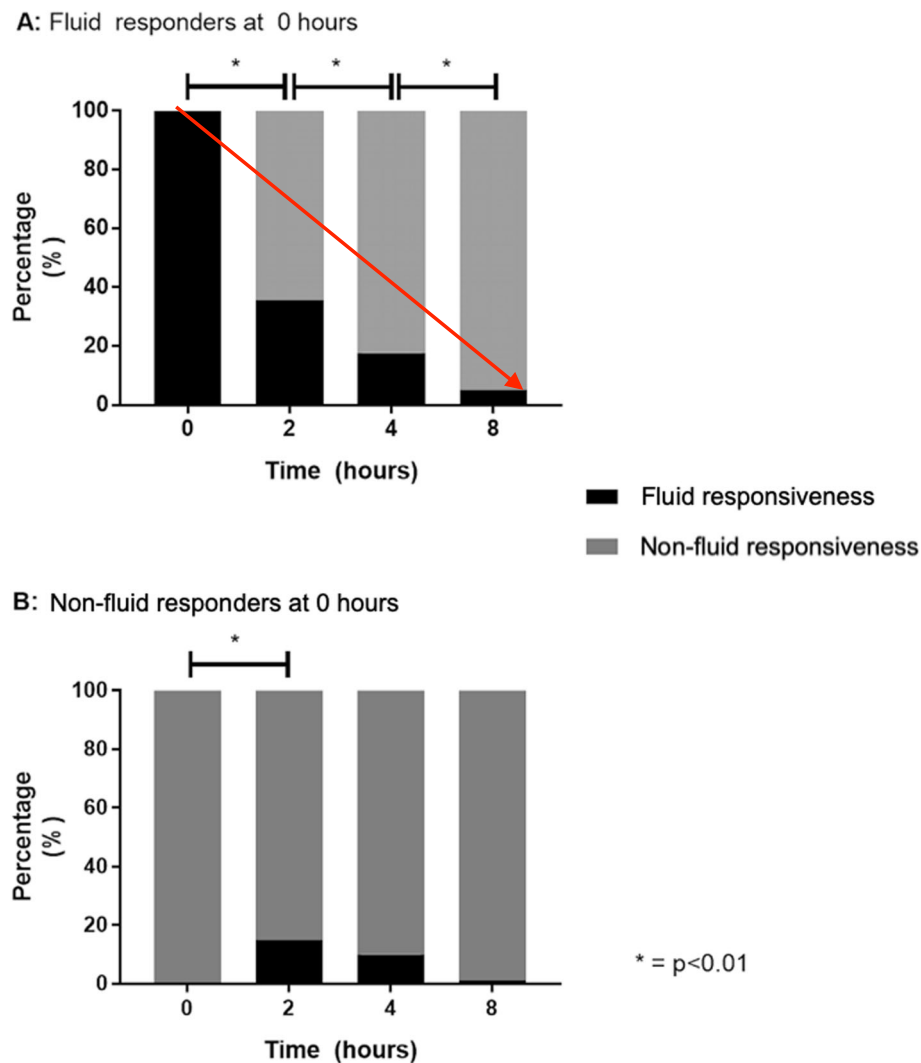 A: Fluid responders at 0 hours
* * *
100
80
60
40
20
0
Percentage
(%)
0 2 4 8
Time (hours)
Fluid responsiveness
Non-fluid responsiveness
B: Non-fluid responders at 0 hours
*
100
80
60
40
20
0
Percentage
(%)
0 2 4 8
Time (hours)
* = p<0.01